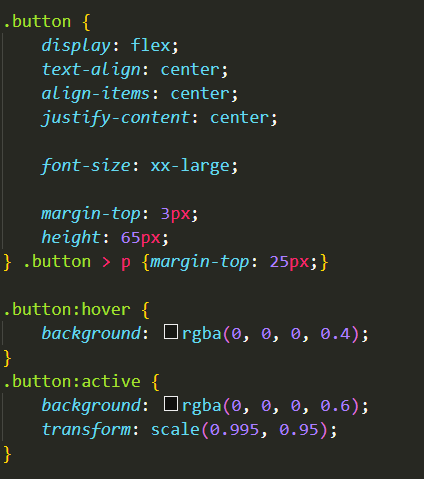 .button {
display: flex;
text-align: center;
align-items: center;
justify-content: center;
font-size: xx-large;
margin-top: 3px;
height: 65px;
} .button > p {margin-top: 25px;}
.button:hover {
background: rgba(0, 0, 0, 0.4);
}
.button:active {
background: rgba(0, 0, 0, 0.6);
transform: scale(0.995, 0.95);
}